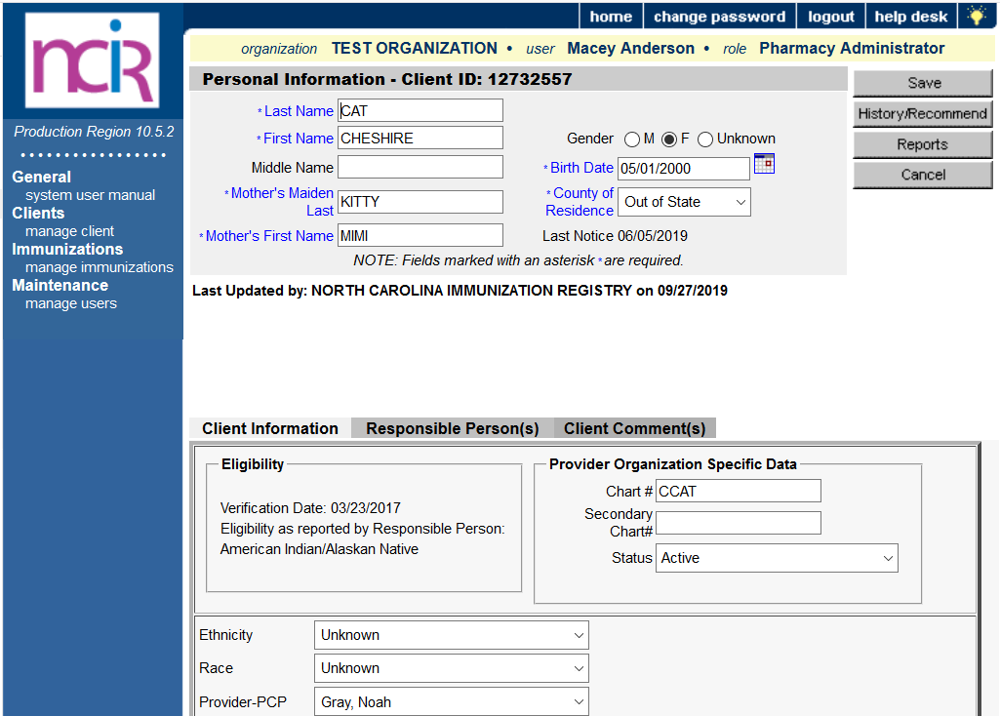 ncir
home change password logout help desk
organization TEST ORGANIZATION • user Macey Anderson • role Pharmacy Administrator
Production Region 10.5.2
General
system user manual
Clients
manage client
Immunizations
manage immunizations
Maintenance
manage users
Personal Information - Client ID: 12732557
* Last Name CAT
* First Name CHESHIRE
Middle Name
* Mother's Maiden
Last KITTY
* Mother's First Name MIMI
Gender M F Unknown
* Birth Date 05/01/2000
* County of
Residence Out of State
Last Notice 06/05/2019
NOTE: Fields marked with an asterisk * are required.
Save
History/Recommend
Reports
Cancel
Last Updated by: NORTH CAROLINA IMMUNIZATION REGISTRY on 09/27/2019
Client Information Responsible Person(s) Client Comment(s)
Eligibility
Verification Date: 03/23/2017
Eligibility as reported by Responsible Person:
American Indian/Alaskan Native
Provider Organization Specific Data
Chart # CCAT
Secondary
Chart#
Status Active
Ethnicity Unknown
Race Unknown
Provider-PCP Gray, Noah